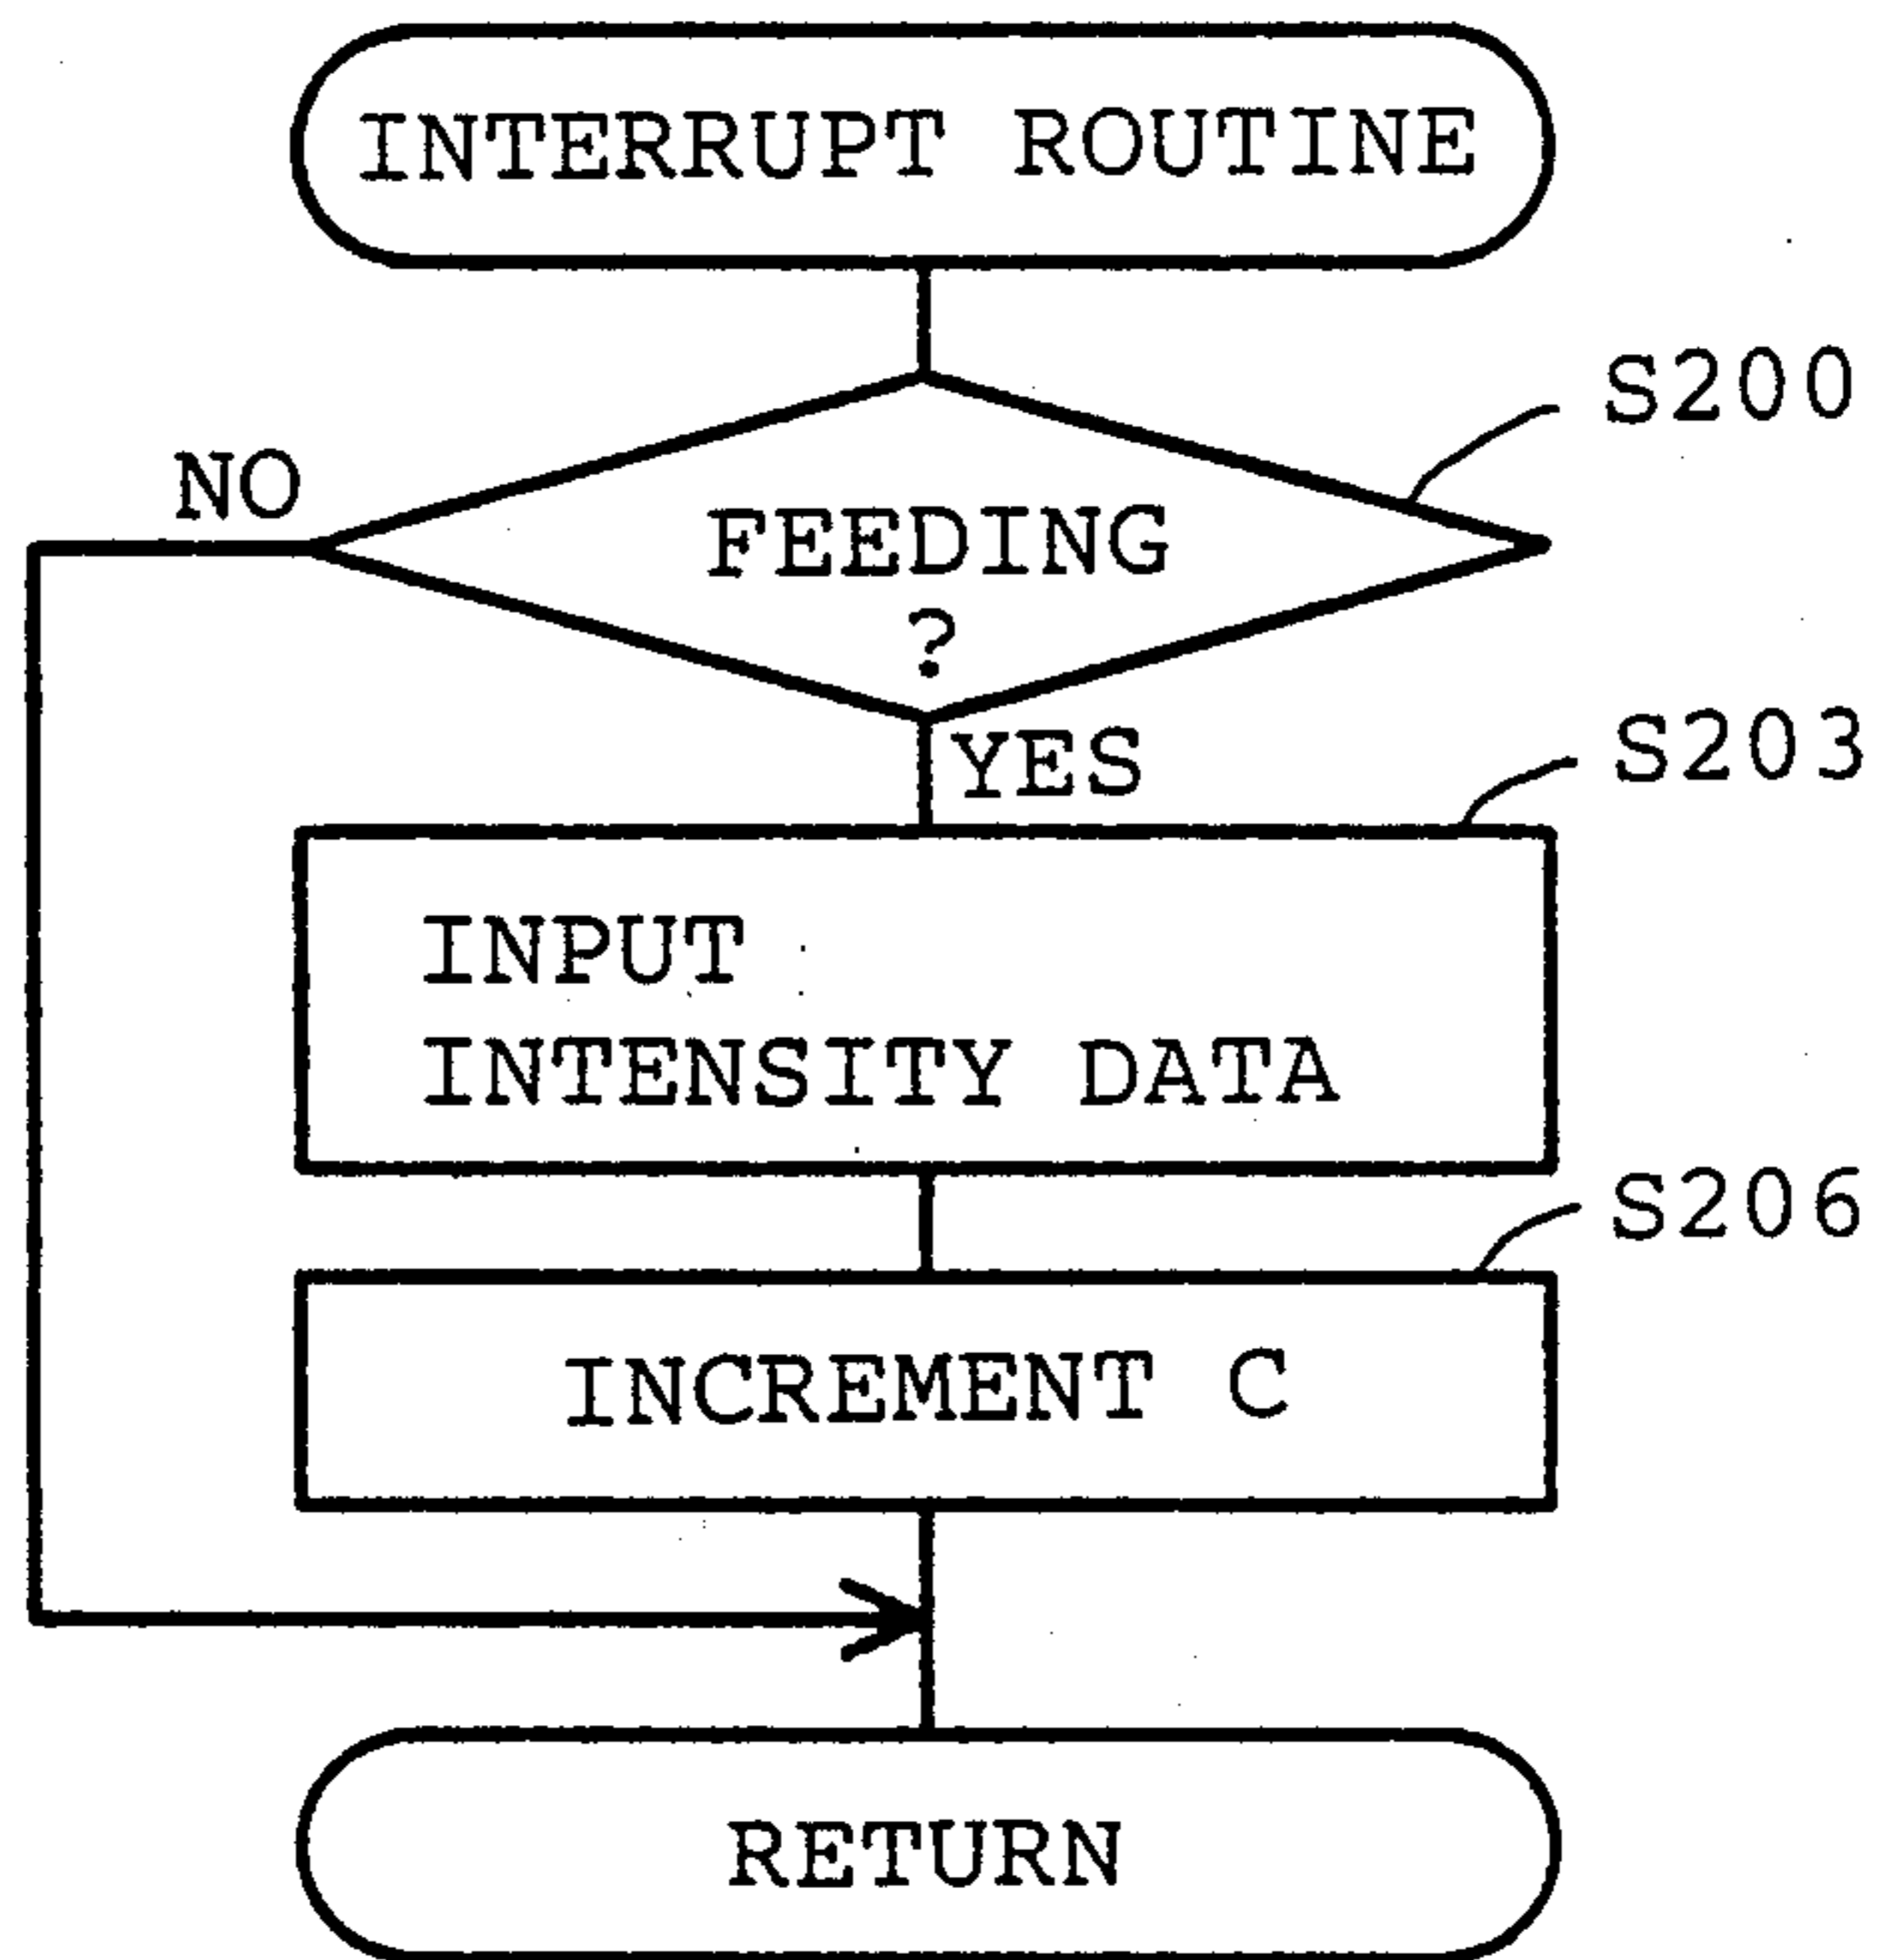 INTERRUPT ROUTINE
S200
NO
FEEDING
?
YES
S203
INPUT
INTENSITY DATA
S206
INCREMENT C
RETURN